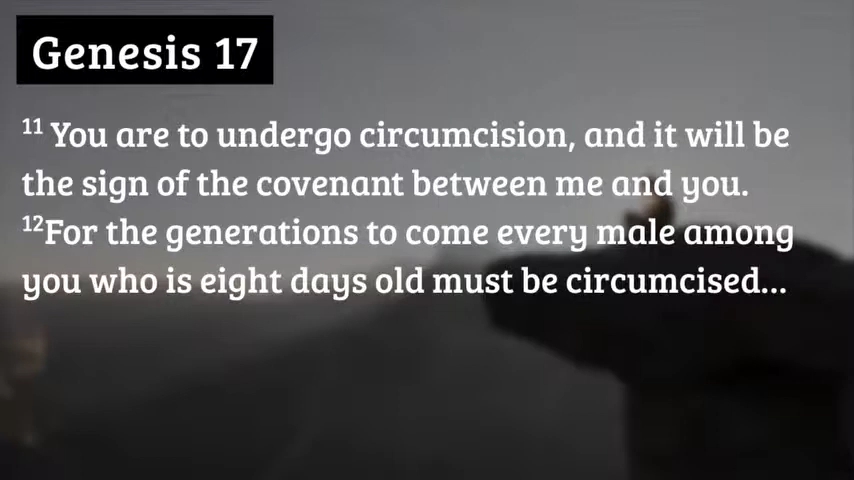 Genesis 17
11 You are to undergo circumcision, and it will be
the sign of the covenant between me and you.
12For the generations to come every male among
you who is eight days old must be circumcised...